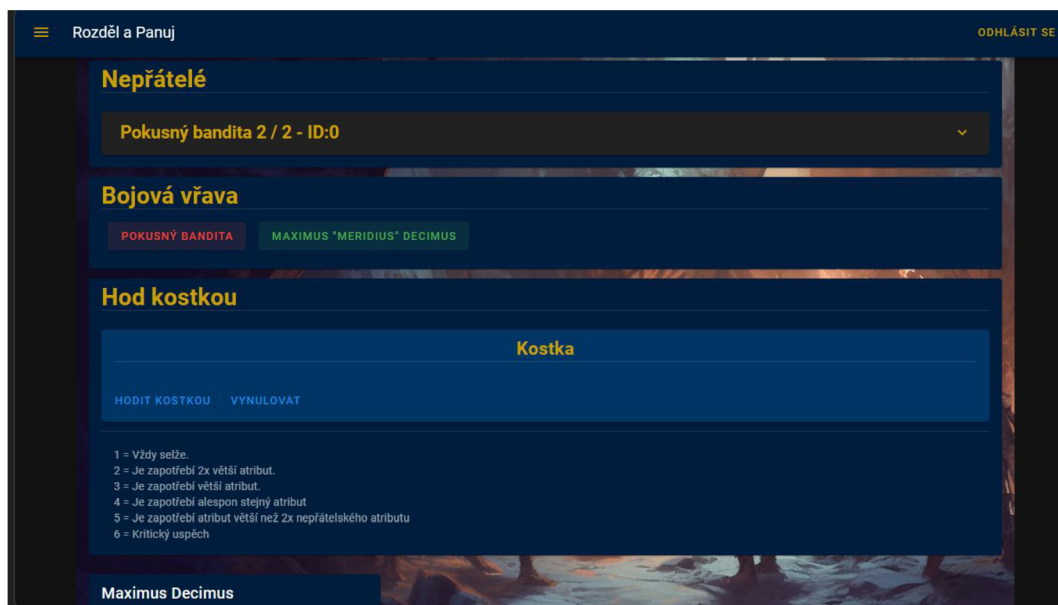 Rozděl a Panuj
ODHLÁSIT SE
Nepřátelé
Pokusný bandita 2 / 2 - ID:0
Bojová vřava
POKUSNÝ BANDITA MAXIMUS "MERIDIUS" DECIMUS
Hod kostkou
Kostka
HODIT KOSTKOU VYNULOVAT
1 = Vždy selže.
2 = Je zapotřebí 2x větší atribut.
3 = Je zapotřebí větší atribut.
4 = Je zapotřebí alespon stejný atribut
5 = Je zapotřebí atribut větší než 2x nepřátelského atributu
6 = Kritický uspěch
Maximus Decimus